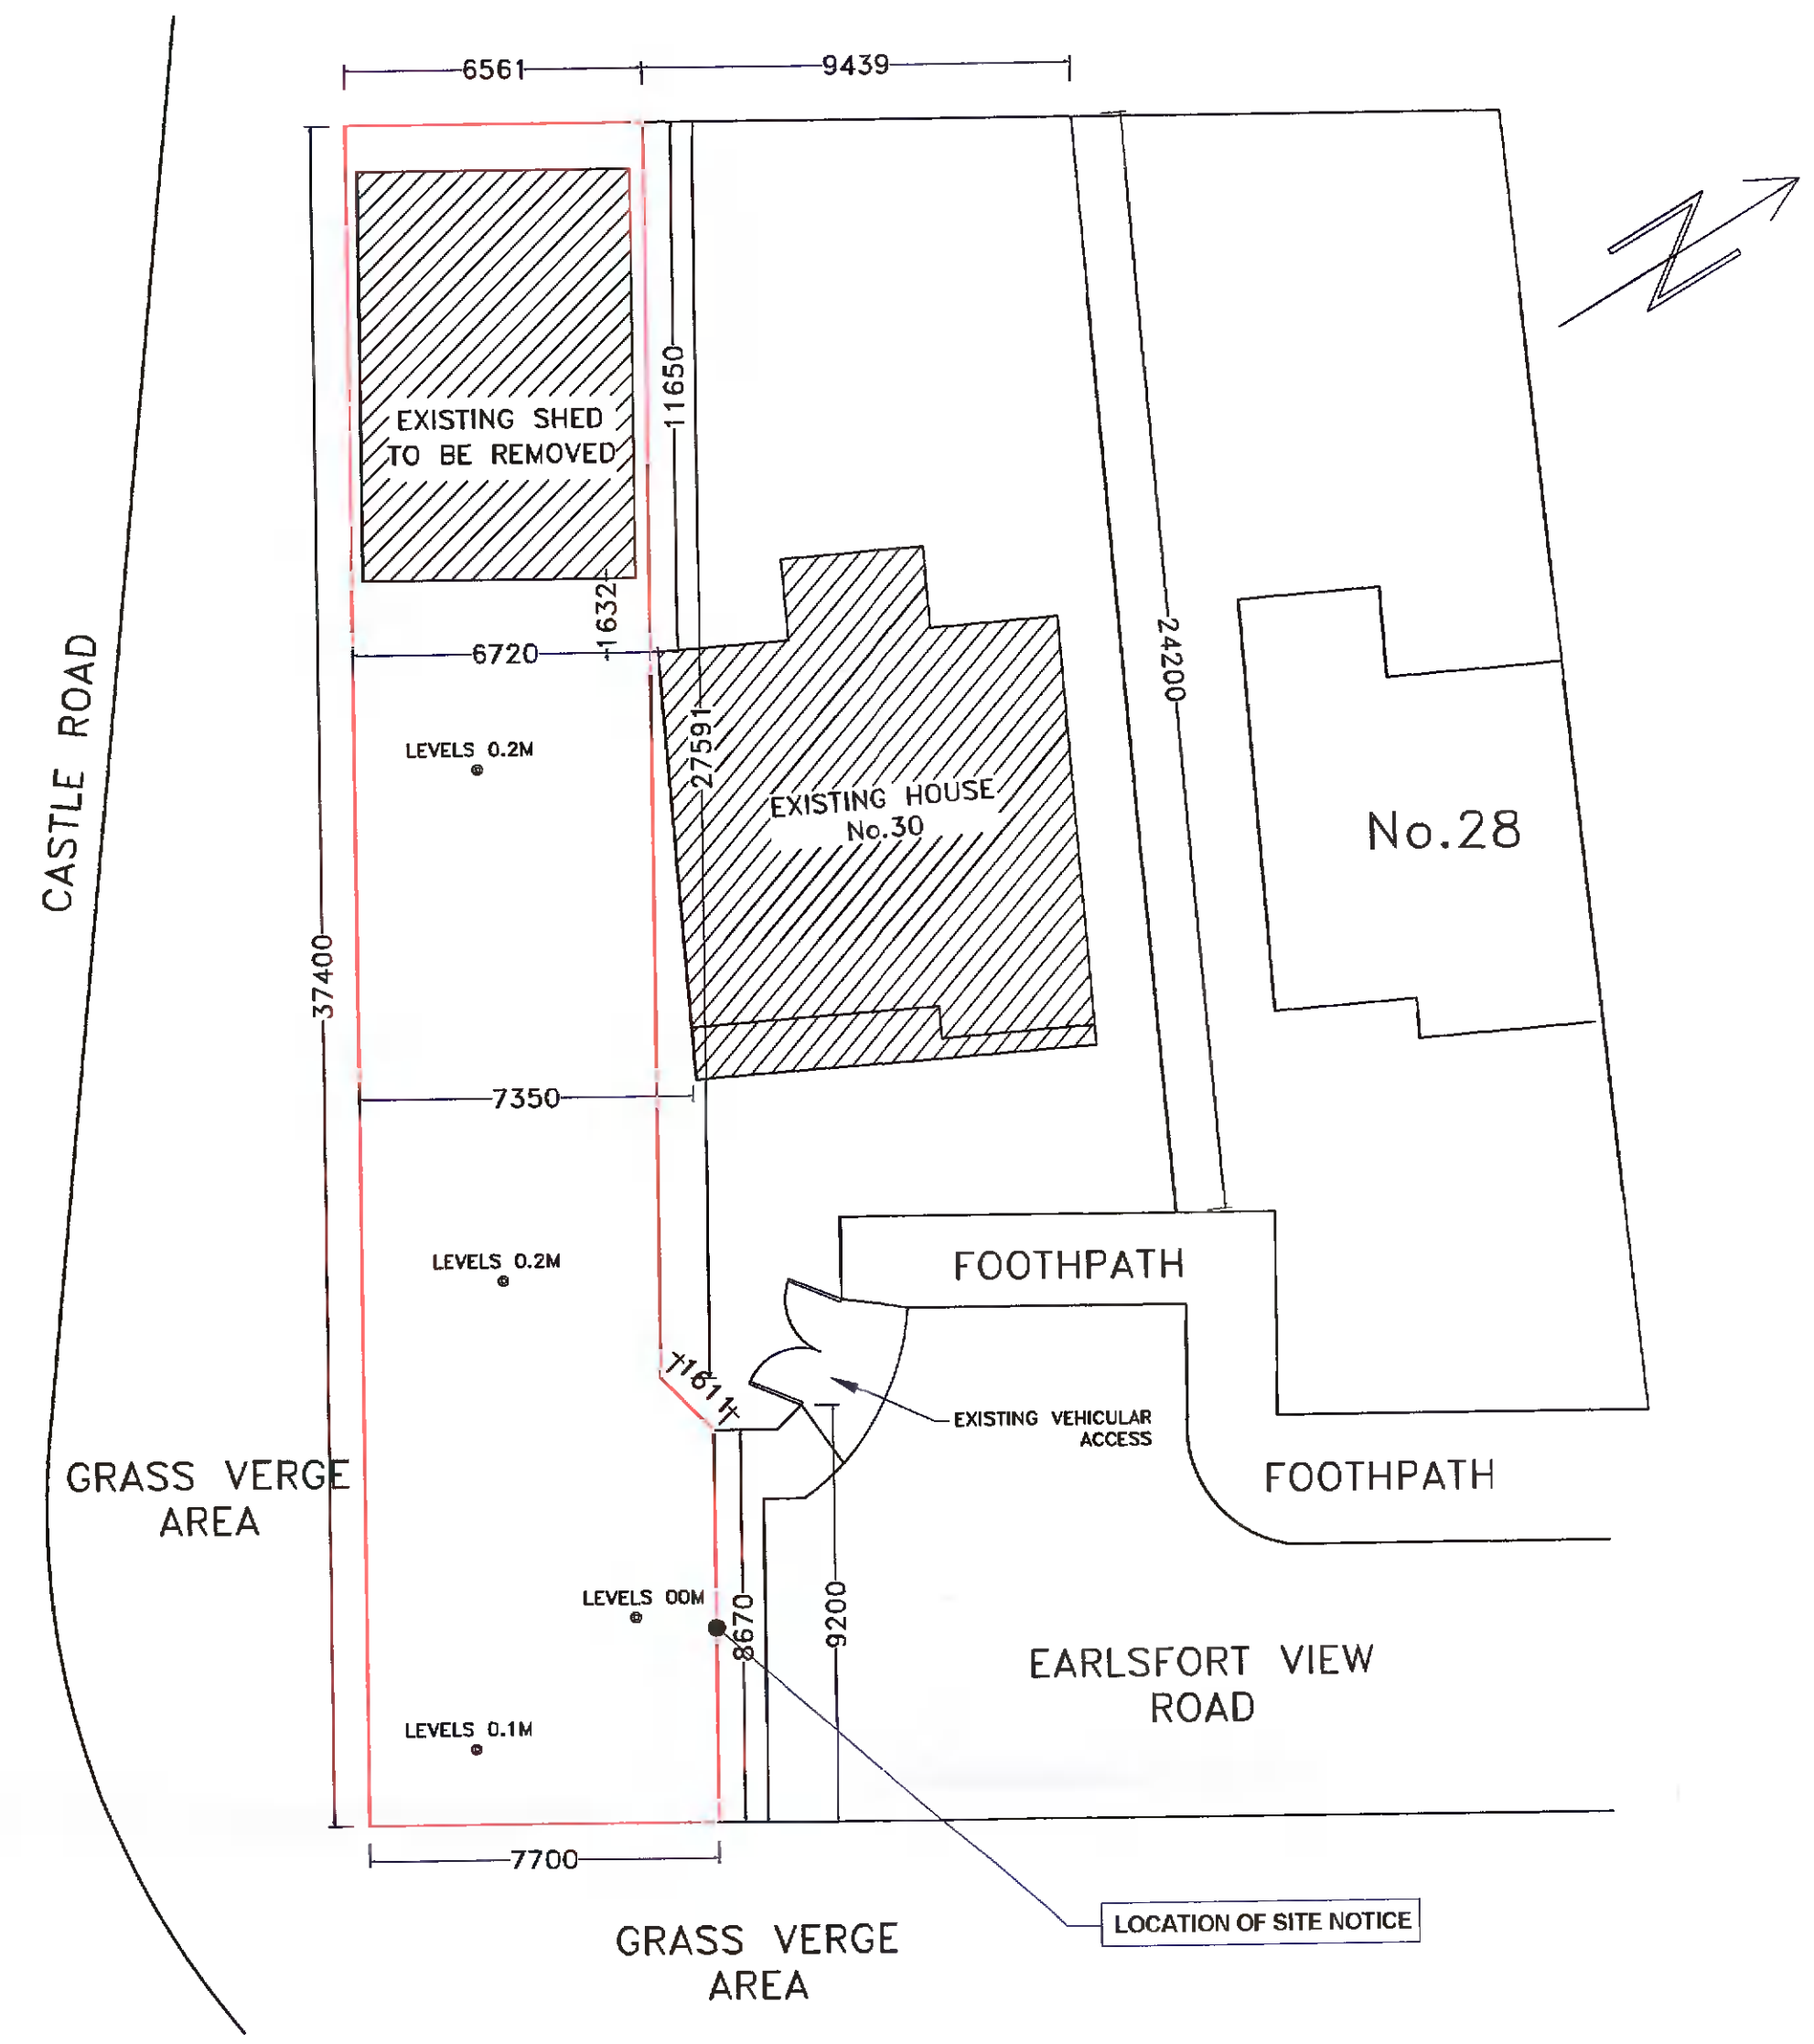 6561
9439
11650
EXISTING SHED
TO BE REMOVED
1632
6720
24200
CASTLE ROAD
LEVELS 0.2M
27591
EXISTING HOUSE
No.30
No.28
37400
7350
LEVELS 0.2M
FOOTHPATH
1611
EXISTING VEHICULAR
ACCESS
GRASS VERGE
AREA
FOOTHPATH
LEVELS 00M
8670
9200
EARLSFORT VIEW
ROAD
LEVELS 0.1M
7700
LOCATION OF SITE NOTICE
GRASS VERGE
AREA